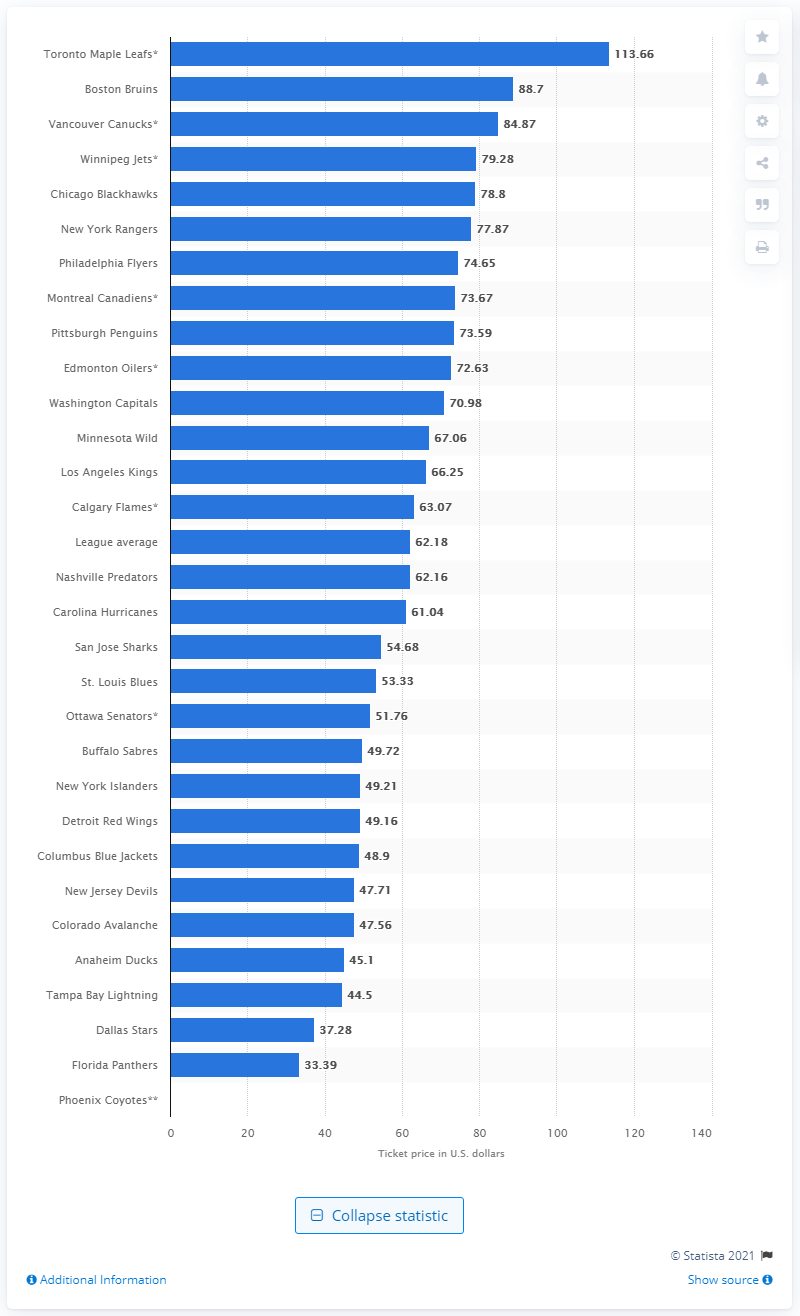 Toronto Maple Leafs* 113.66
Boston Bruins 88.7
Vancouver Canucks* 84.87
Winnipeg Jets* 79.28
Chicago Blackhawks 78.8
New York Rangers 77.87
Philadelphia Flyers 74.65
Montreal Canadiens* 73.67
Pittsburgh Penguins 73.59
Edmonton Oilers* 72.63
Washington Capitals 70.98
Minnesota Wild 67.06
Los Angeles Kings 66.25
Calgary Flames* 63.07
League average 62.18
Nashville Predators 62.16
Carolina Hurricanes 61.04
San Jose Sharks 54.68
St. Louis Blues 53.33
Ottawa Senators* 51.76
Buffalo Sabres 49.72
New York Islanders 49.21
Detroit Red Wings 49.16
Columbus Blue Jackets 48.9
New Jersey Devils 47.71
Colorado Avalanche 47.56
Anaheim Ducks 45.1
Tampa Bay Lightning 44.5
Dallas Stars 37.28
Florida Panthers 33.39
Phoenix Coyotes**
0 20 40 60 80 100 120 140
Ticket price in U.S. dollars
Collapse statistic
© Statista 2021
Additional Information Show source